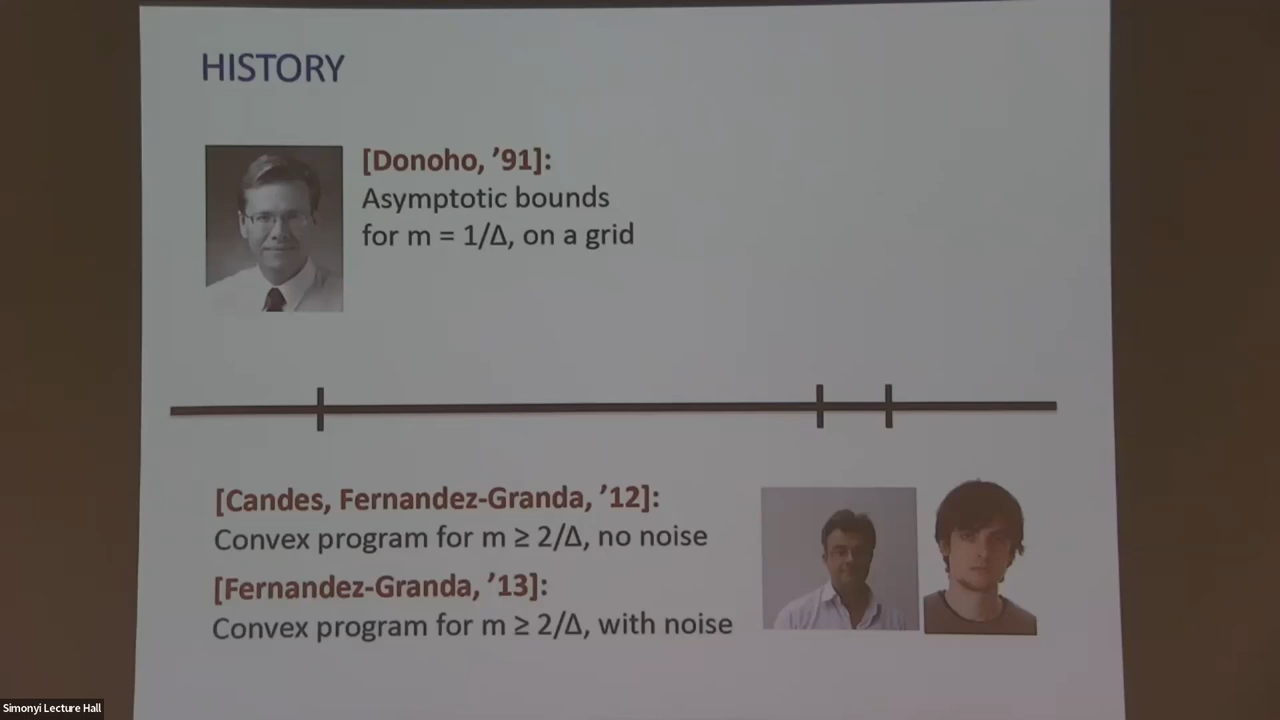 HISTORY
[Donoho, ’91]:
Asymptotic bounds
for m = 1/Δ, on a grid
[Candes, Fernandez-Granda, ’12]:
Convex program for m ≥ 2/Δ, no noise
[Fernandez-Granda, ’13]:
Convex program for m ≥ 2/Δ, with noise
Simonyi Lecture Hall